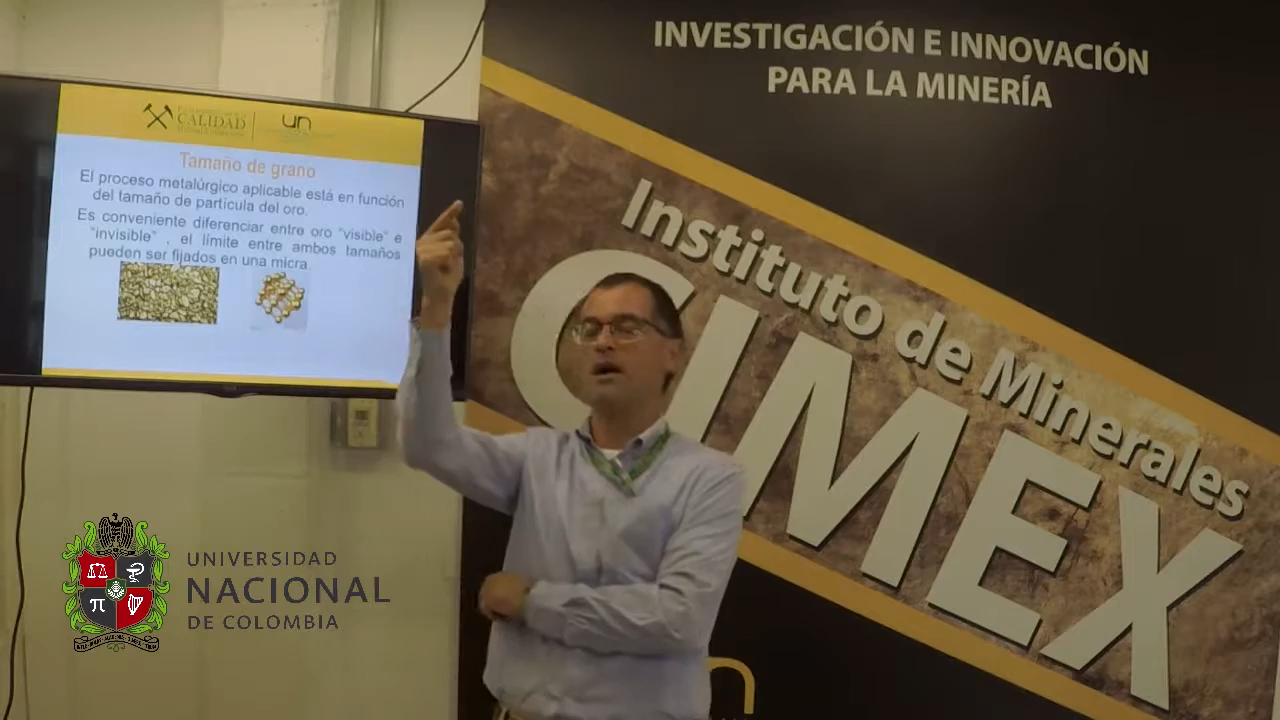 INVESTIGACIÓN E INNOVACIÓN
PARA LA MINERÍA
CALIDAD
un
Tamaño de grano
El proceso metalúrgico aplicable está en función
del tamaño de partícula del oro.
Es conveniente diferenciar entre oro "visible" e
"invisible" , el límite entre ambos tamaños
pueden ser fijados en una micra
Instituto de Minerales
CIMEX
UNIVERSIDAD
NACIONAL
DE COLOMBIA